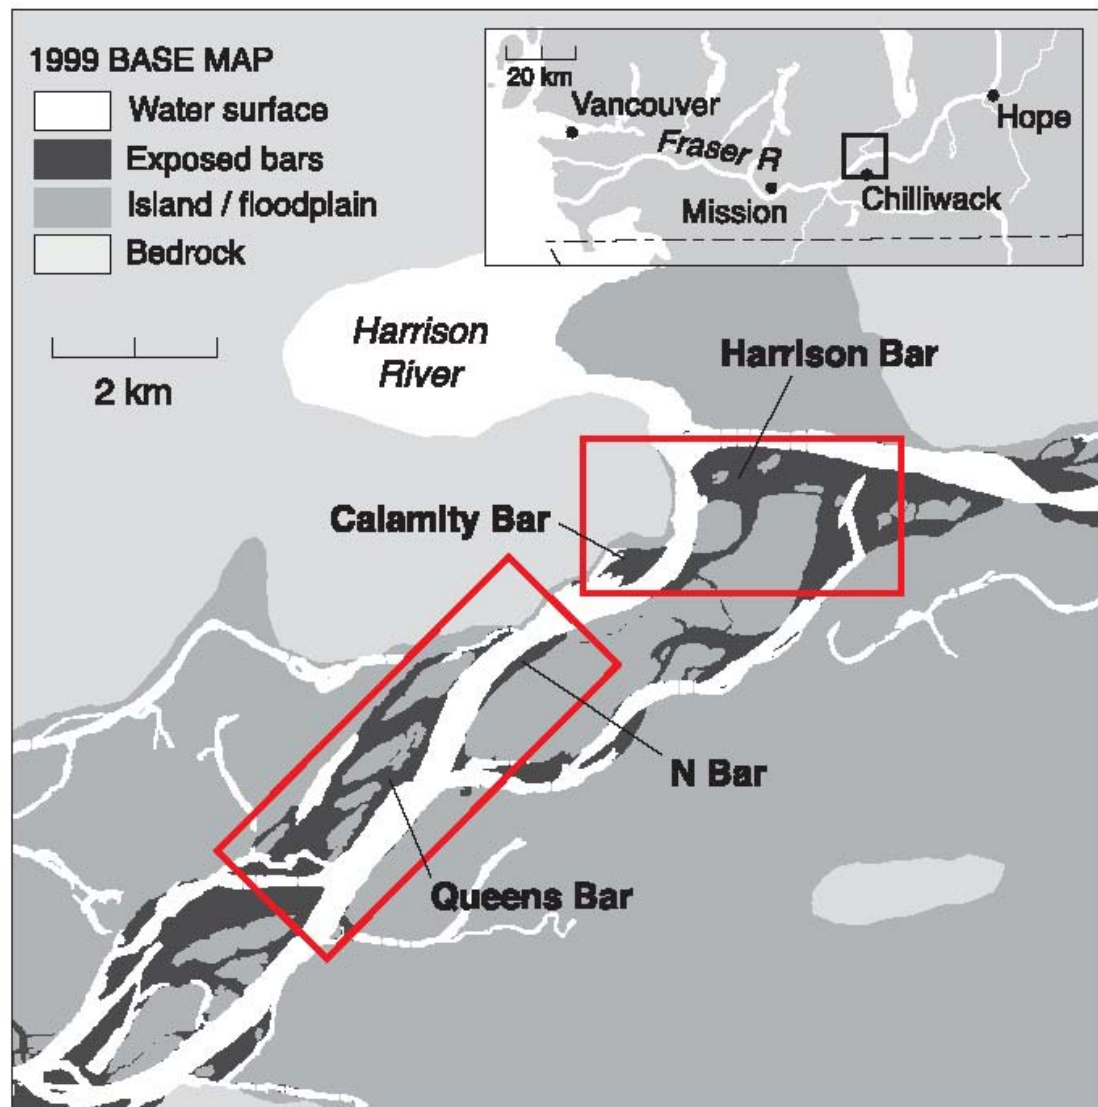 1999 BASE MAP
Water surface
Exposed bars
Island / floodplain
Bedrock
2 km
20 km
Vancouver
Fraser R
Mission
Chilliwack
Hope
Harrison
River
Harrison Bar
Calamity Bar
N Bar
Queens Bar